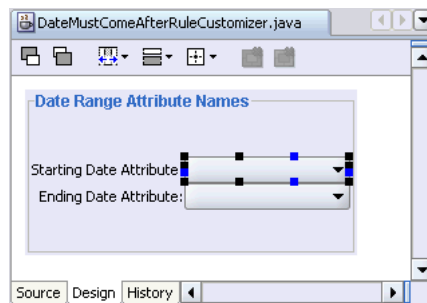 DateMustComeAfterRuleCustomizer.java
Date Range Attribute Names
Starting Date Attribute
Ending Date Attribute:
Source Design History